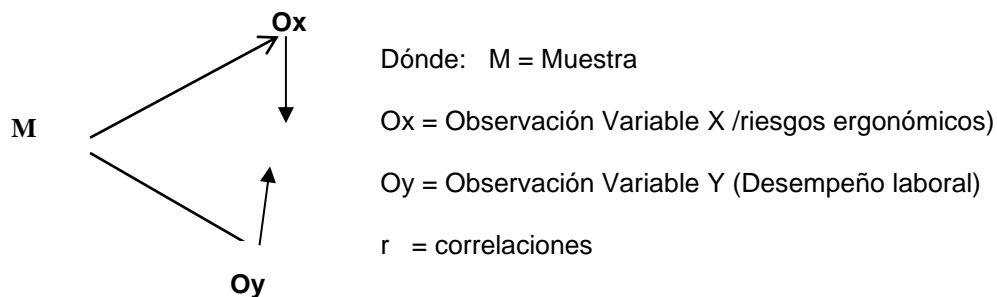 Ox
Dónde: M = Muestra
M
Ox = Observación Variable X /riesgos ergonómicos)
Oy = Observación Variable Y (Desempeño laboral)
r = correlaciones
Oy